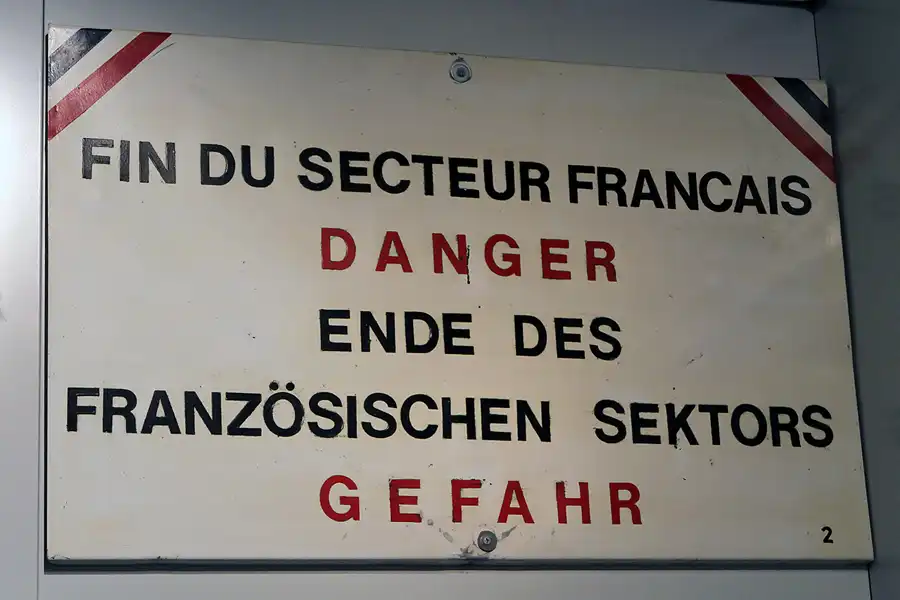 FIN DU SECTEUR FRANCAIS
DANGER
ENDE DES
FRANZÖSISCHEN SEKTORS
GEFAHR
2